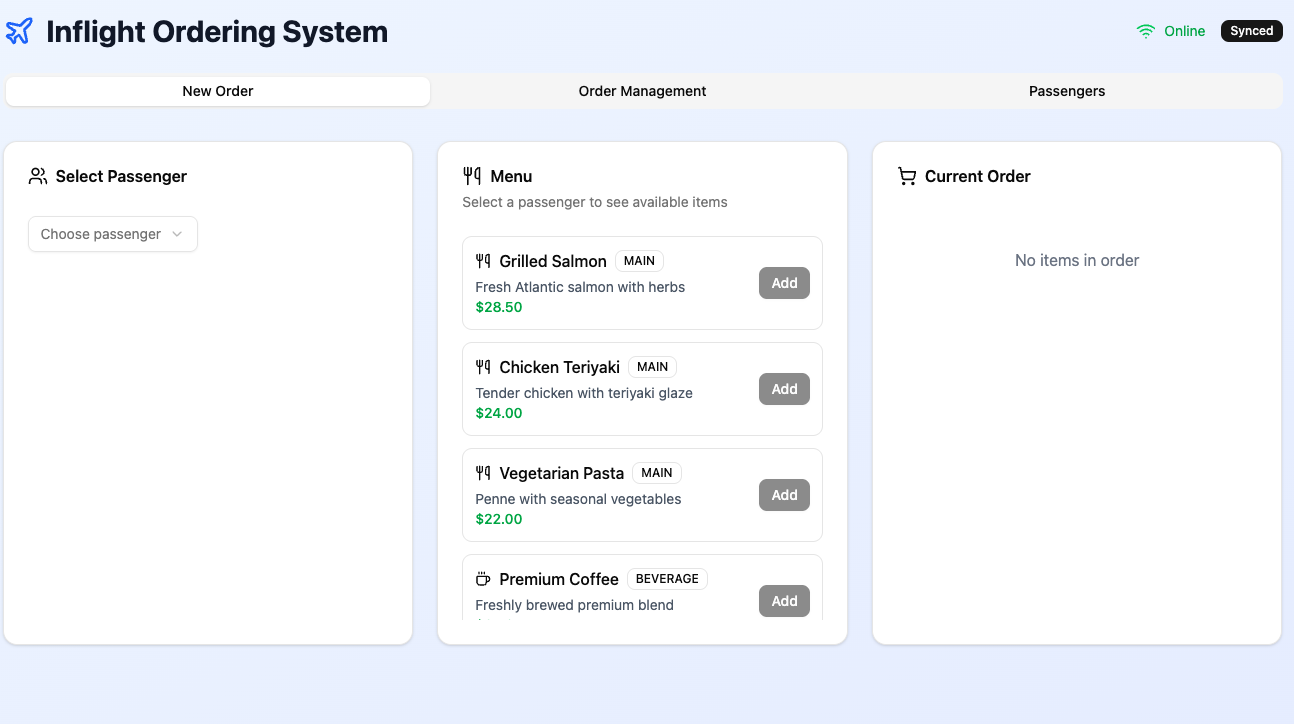 Inflight Ordering System
Online
Synced
New Order
Order Management
Passengers
Select Passenger
Choose passenger
Menu
Select a passenger to see available items
Grilled Salmon MAIN
Fresh Atlantic salmon with herbs
$28.50
Add
Chicken Teriyaki MAIN
Tender chicken with teriyaki glaze
$24.00
Add
Vegetarian Pasta MAIN
Penne with seasonal vegetables
$22.00
Add
Premium Coffee BEVERAGE
Freshly brewed premium blend
Add
Current Order
No items in order